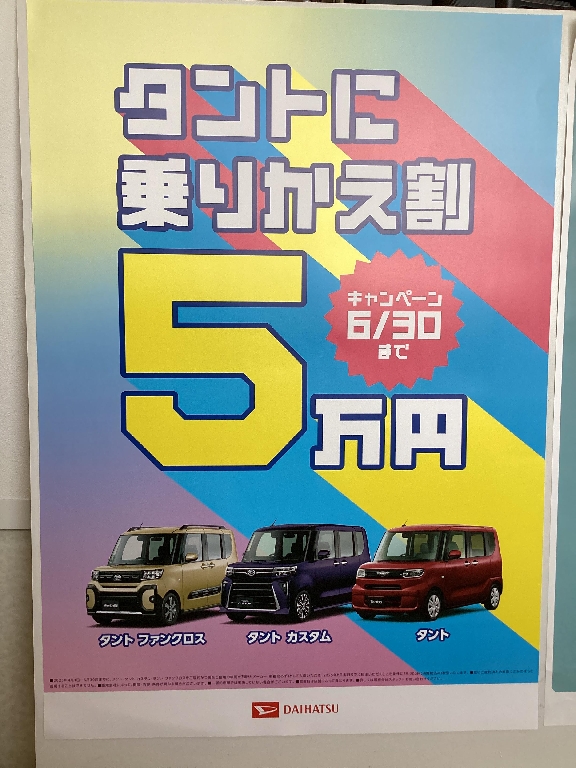 タントに
乗りかえ割
5万円
キャンペーン
6/30
まで
タント ファンクロス
タント カスタム
タント
DAIHATSU